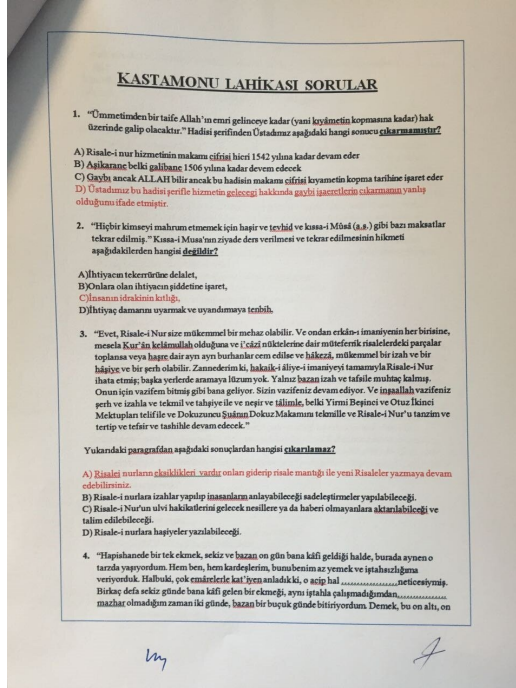 KASTAMONU LAHİKASI SORULAR
1. “Ümmetimden bir taife Allah’ın emri gelinceye kadar (yani kıyâmetin kopmasına kadar) hak
üzerinde galip olacaktır.” Hadisi şerifinden Üstadımız aşağıdaki hangi sonucu çıkarmamıştır?
A) Risale-i nur hizmetinin makamı cifrisi hicri 1542 yılına kadar devam eder
B) Aşikarane belki galibane 1506 yılına kadar devem edecek
C) Gaybı ancak ALLAH bilir ancak bu hadisin makamı cifrisi kıyametin kopma tarihine işaret eder
D) Üstadımız bu hadisi şerifle hizmetin geleceği hakkında gaybi işaeretlerin çıkarmanın yanlış
olduğunu ifade etmiştir.
2. “Hiçbir kimseyi mahrum etmemek için haşir ve tevhid ve kıssa-i Mûsâ (a.s.) gibi bazı maksatlar
tekrar edilmiş.” Kıssa-i Musa'nın ziyade ders verilmesi ve tekrar edilmesinin hikmeti
aşağıdakilerden hangisi değildir?
A)İhtiyacın tekerrürüne delalet,
B)Onlara olan ihtiyacın şiddetine işaret,
C)İnsanın idrakinin kıtlığı,
D)İhtiyaç damarını uyarmak ve uyandımaya tenbih,
3. “Evet, Risale-i Nur size mükemmel bir mehaz olabilir. Ve ondan erkân-ı imaniyenin her birisine,
mesela Kur’ân kelâmullah olduğuna ve i’câzî nüktelerine dair müteferrik risalelerdeki parçalar
toplansa veya haşre dair ayrı ayrı burhanlar cem edilse ve hâkezâ, mükemmel bir izah ve bir
hâşiye ve bir şerh olabilir. Zannederim ki, hakaik-i âliye-i imaniyeyi tamamıyla Risale-i Nur
ihata etmiş; başka yerlerde aramaya lüzum yok. Yalnız bazan izah ve tafsile muhtaç kalmış.
Onun için vazifem bitmiş gibi bana geliyor. Sizin vazifeniz devam ediyor. Ve inşaallah vazifeniz
şerh ve izahla ve tekmil ve tahşiye ile ve neşir ve tâlimle, belki Yirmi Beşinci ve Otuz İkinci
Mektupları telif ile ve Dokuzuncu Şuânın Dokuz Makamını tekmille ve Risale-i Nur'u tanzim ve
tertip ve tefsir ve tashihle devam edecek.”
Yukarıdaki paragrafdan aşağıdaki sonuçlardan hangisi çıkarılamaz?
A) Risalei nurların eksiklikleri vardır onları giderip risale mantığı ile yeni Risaleler yazmaya devam
edebilirsiniz.
B) Risale-i nurlara izahlar yapılıp inasanların anlayabileceği sadeleştirmeler yapılabileceği.
C) Risale-i Nur'un ulvi hakikatlerini gelecek nesillere ya da haberi olmayanlara aktarılabileceği ve
talim edilebileceği.
D) Risale-i nurlara haşiyeler yazılabileceği.
4. “Hapishanede bir tek ekmek, sekiz ve bazan on gün bana kâfi geldiği halde, burada aynen o
tarzda yaşıyordum. Hem ben, hem kardeşlerim, bunu benim az yemek ve iştahsızlığıma
veriyorduk. Halbuki, çok emârelerle kat'iyen anladık ki, o acip hal ....................neticesiymiş.
Birkaç defa sekiz günde bana kâfi gelen bir ekmeği, aynı iştahla çalışmadığımdan...............
mazhar olmadığım zaman iki günde, bazan bir buçuk günde bitiriyordum. Demek, bu on altı, on